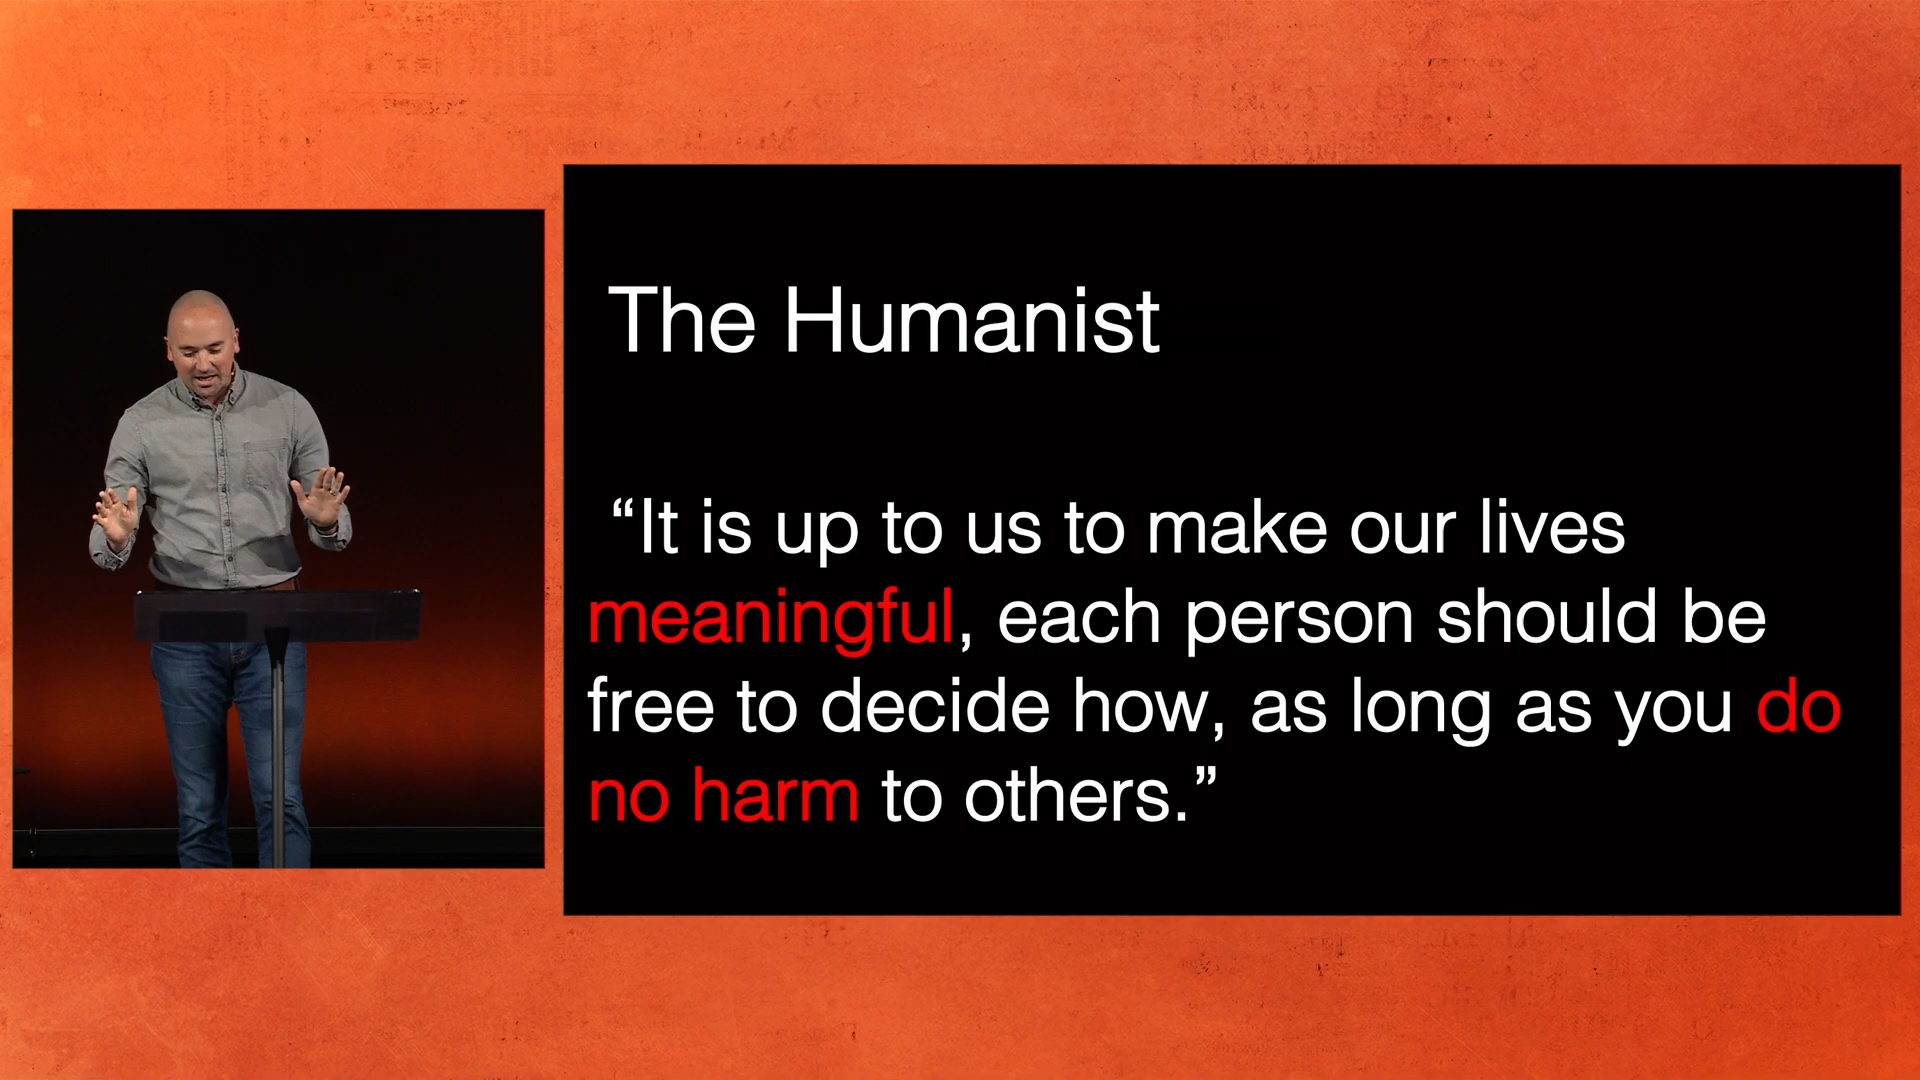 The Humanist
“It is up to us to make our lives
meaningful, each person should be
free to decide how, as long as you do
no harm to others.”